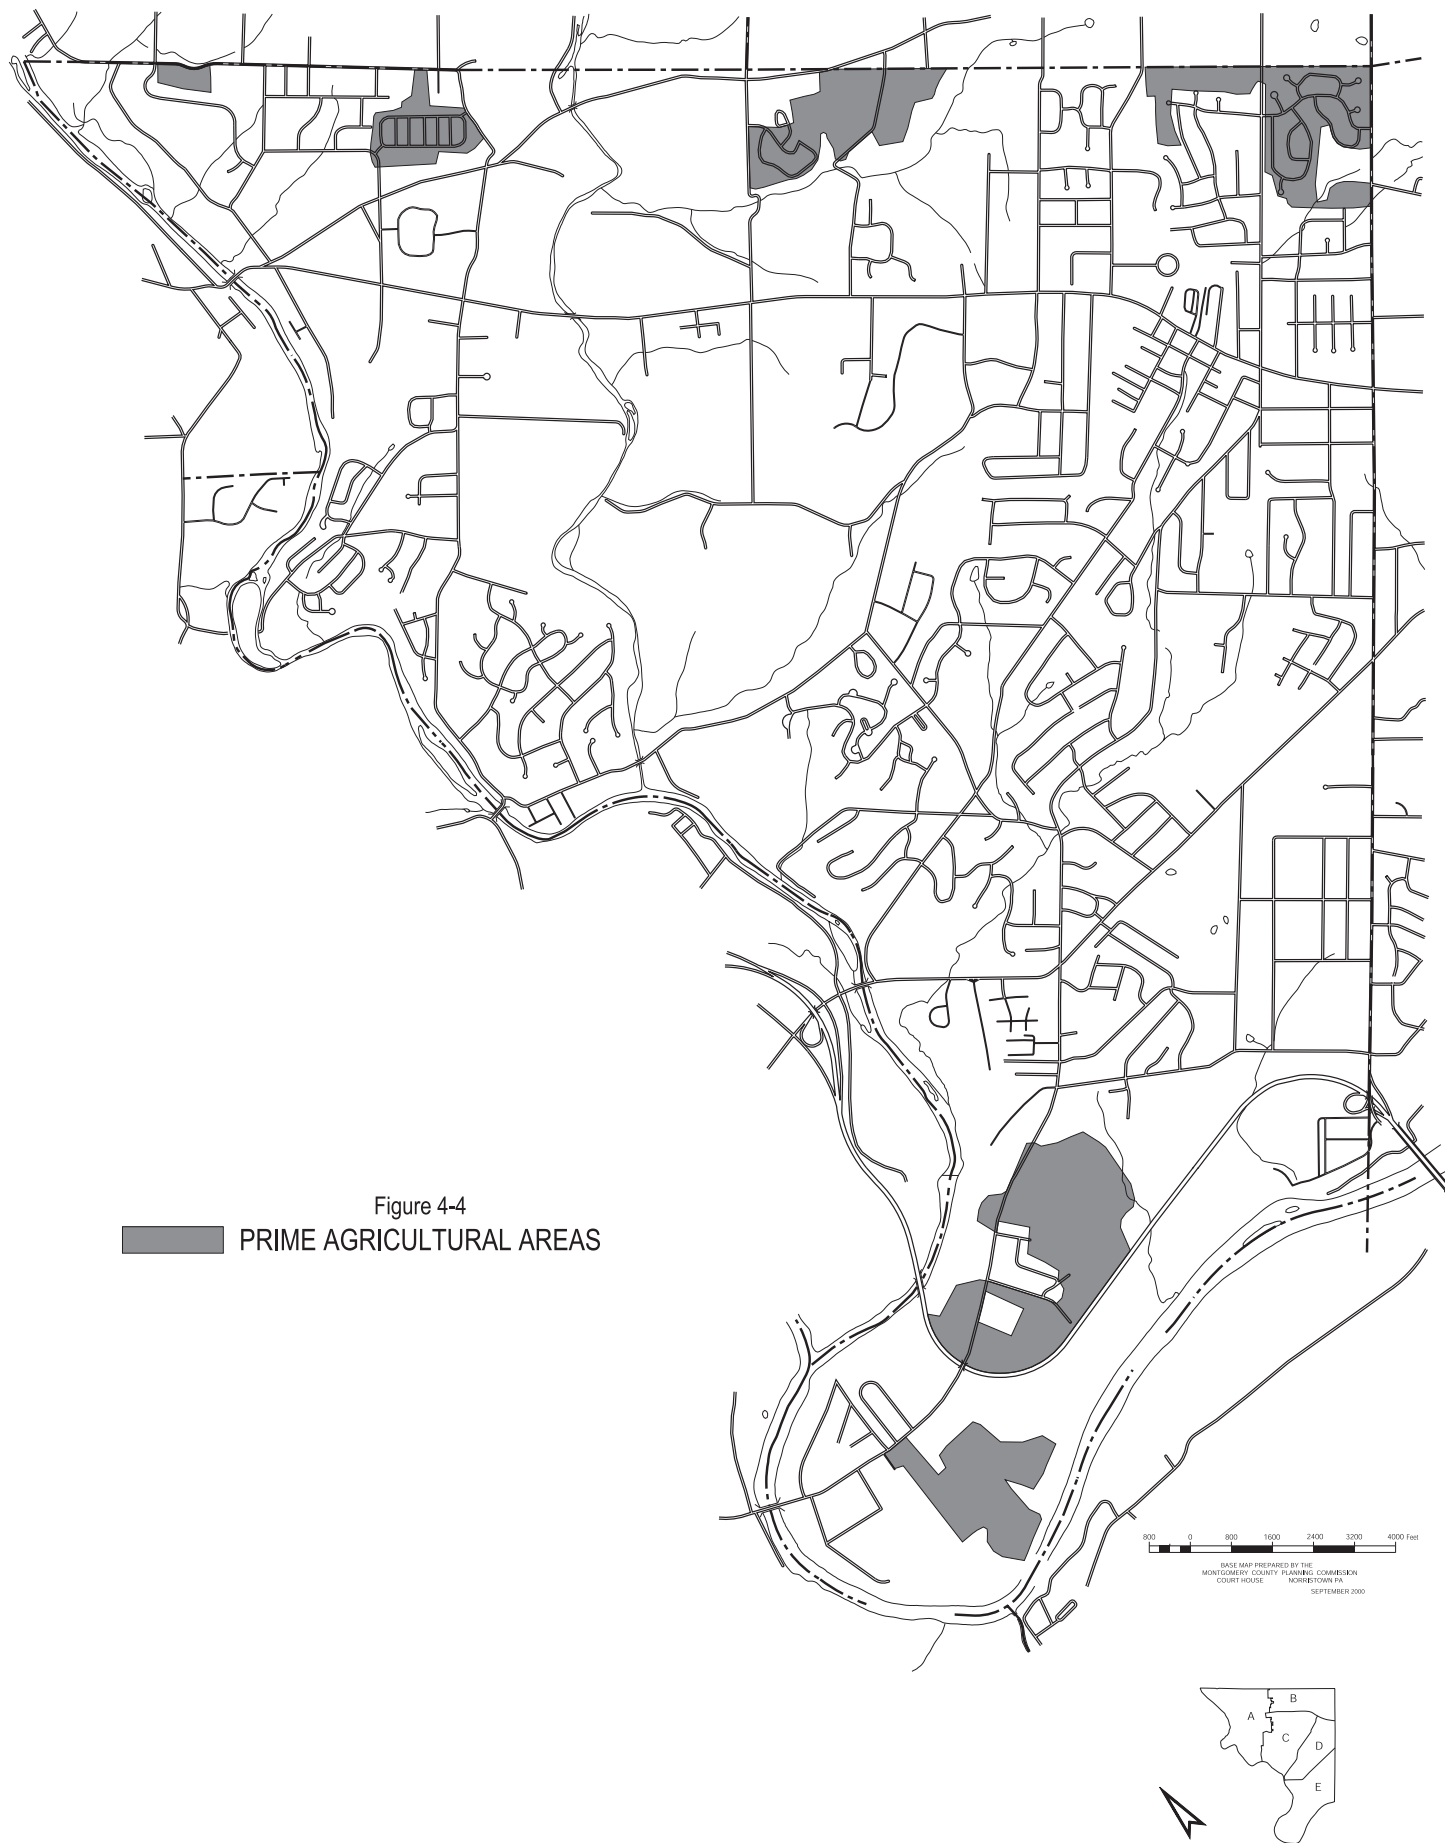 Figure 4-4
PRIME AGRICULTURAL AREAS
800 0 800 1600 2400 3200 4000 Feet
BASE MAP PREPARED BY THE
MONTGOMERY COUNTY PLANNING COMMISSION
COURT HOUSE NORRISTOWN PA
SEPTEMBER 2000
B
A
C
D
E